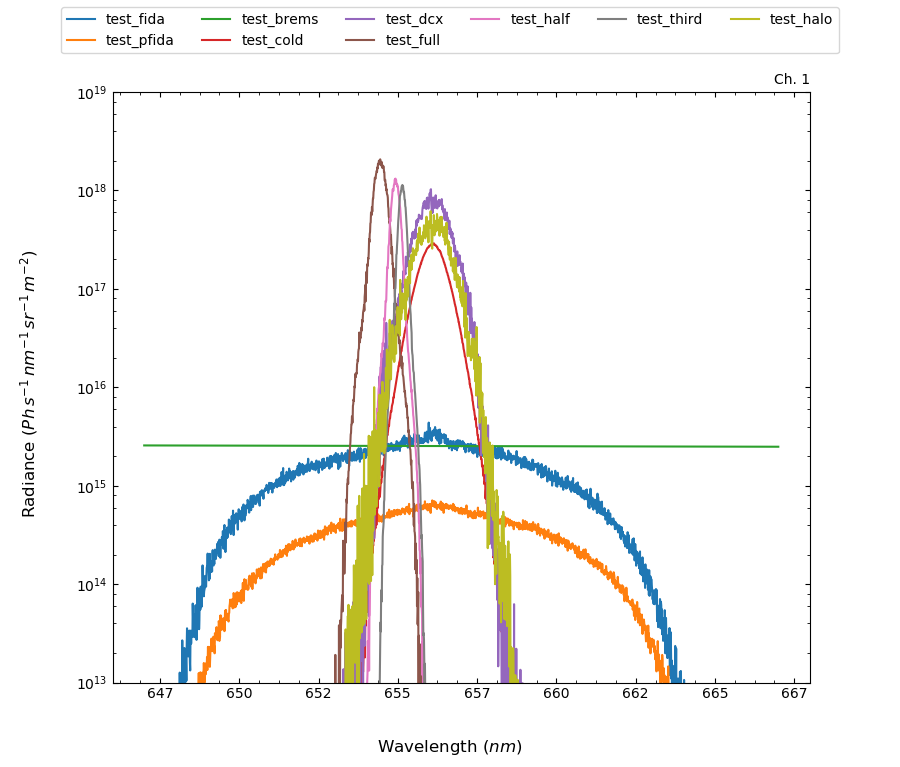 test_fida test_brems test_dcx test_half test_third test_halo
test_pfida test_cold test_full
Ch. 1
10^19
10^18
10^17
10^16
10^15
10^14
10^13
Radiance (Ph s^−1 nm^−1 sr^−1 m^−2)
647 650 652 655 657 660 662 665 667
Wavelength (nm)